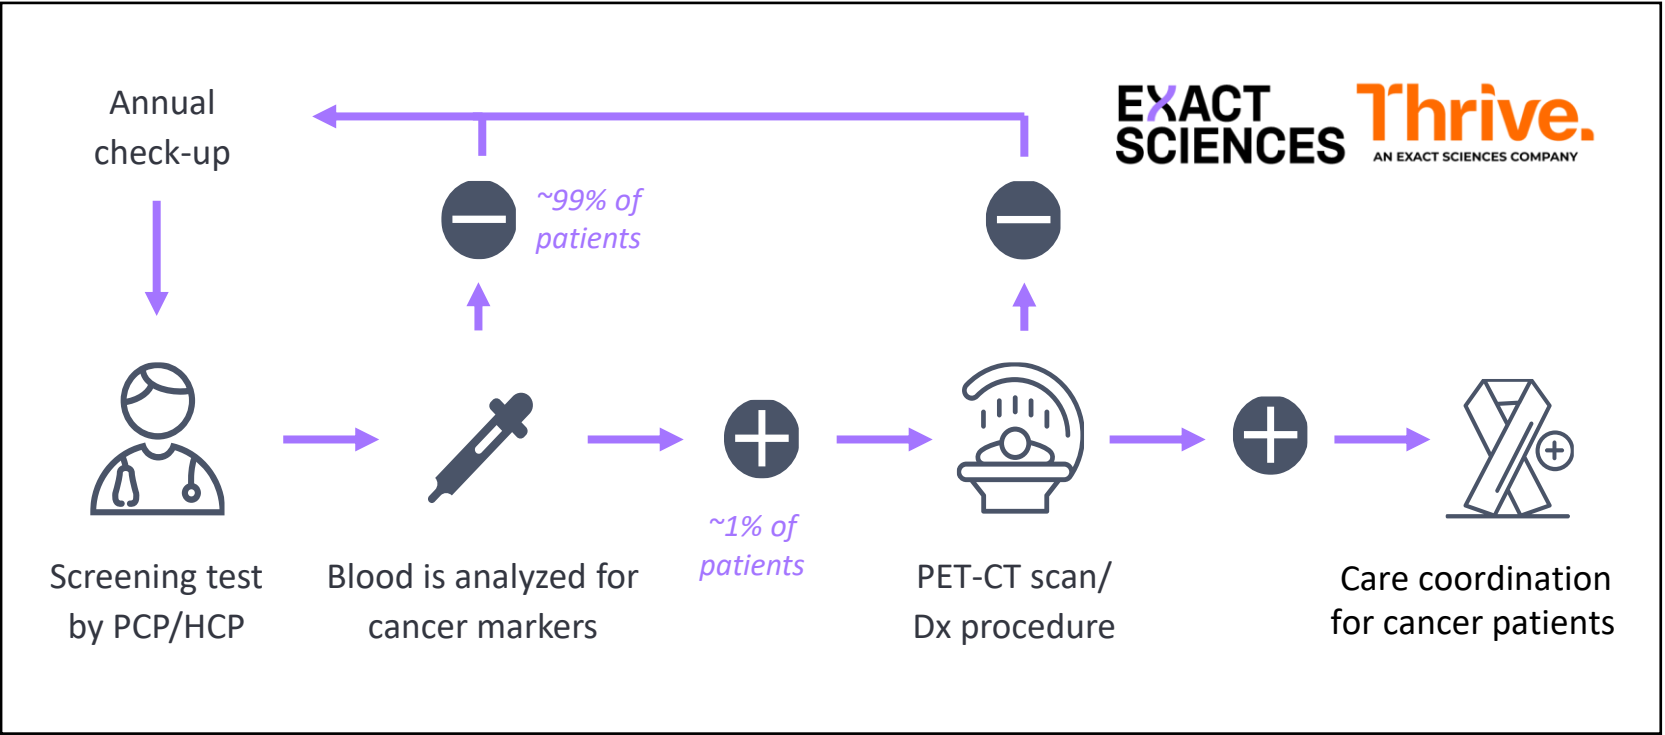 Annual
check-up
EXACT
SCIENCES
Thrive.
AN EXACT SCIENCES COMPANY
~99% of
patients
~1% of
patients
Screening test
by PCP/HCP
Blood is analyzed for
cancer markers
PET-CT scan/
Dx procedure
Care coordination
for cancer patients